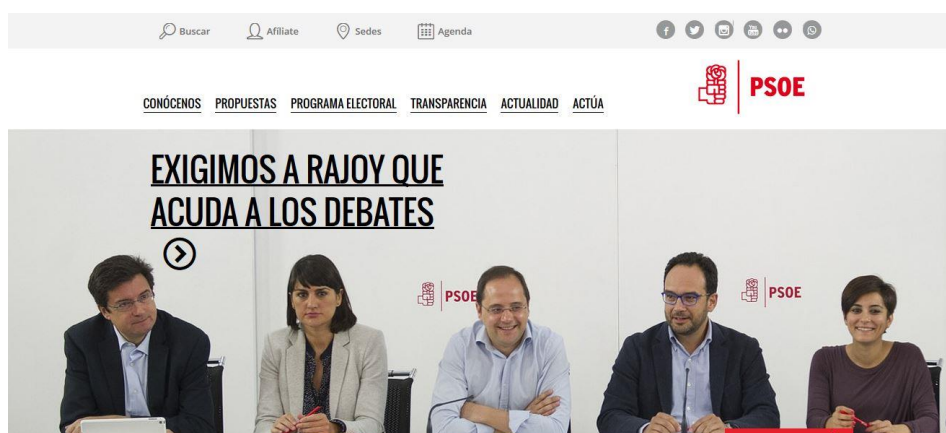 Buscar Afíliate Sedes Agenda
PSOE
CONÓCENOS PROPUESTAS PROGRAMA ELECTORAL TRANSPARENCIA ACTUALIDAD ACTÚA
EXIGIMOS A RAJOY QUE
ACUDA A LOS DEBATES
PSOE
PSOE